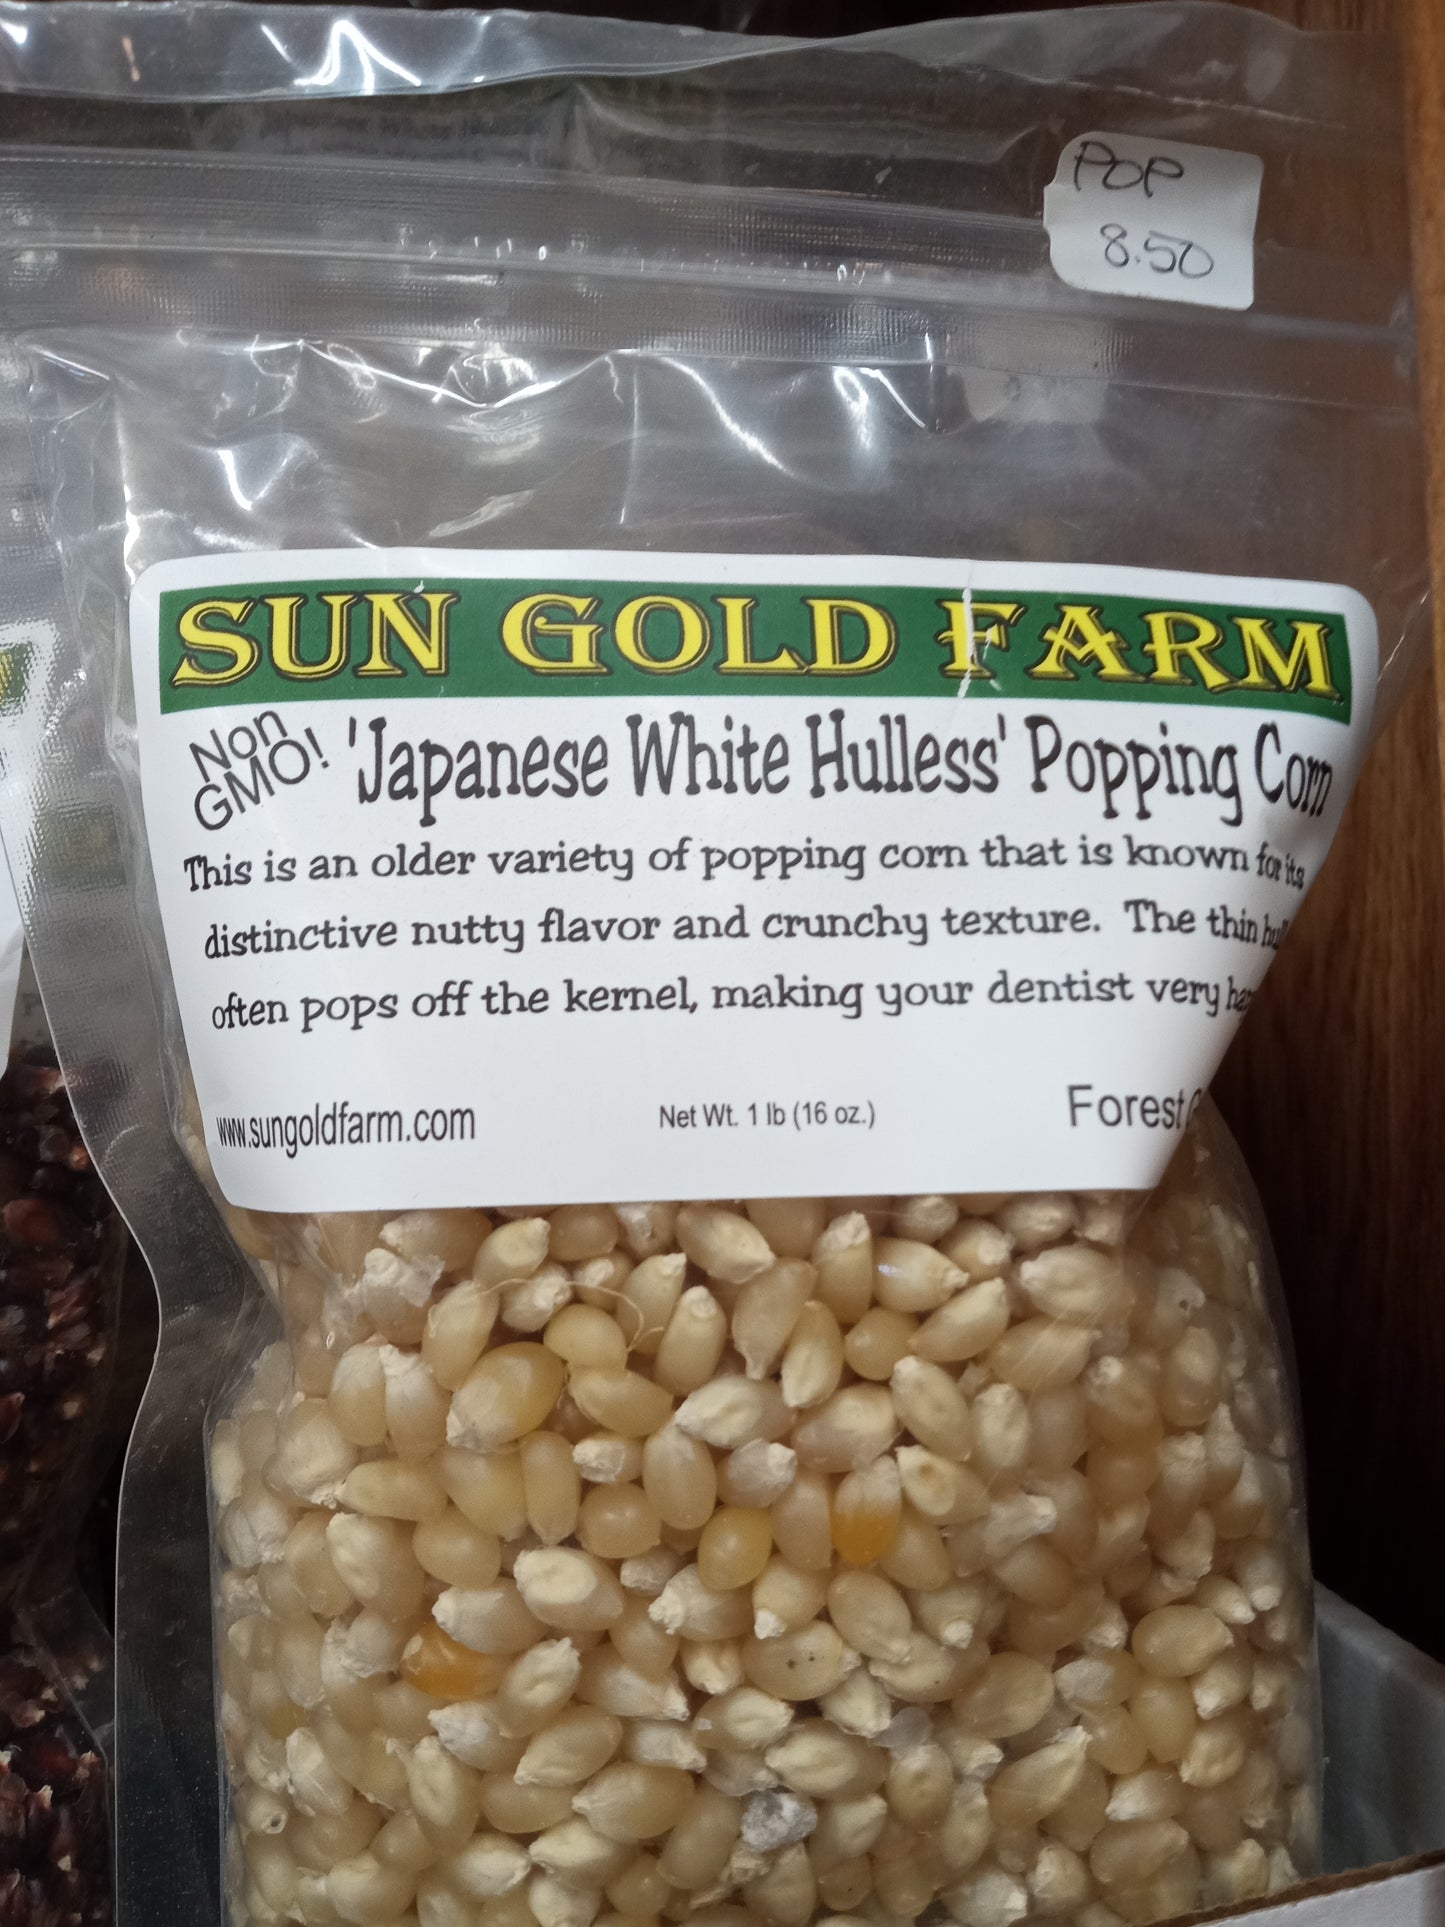 POP
8.50
SUN GOLD FARM
Non
GMO!
'Japanese White Hulless' Popping Corn
This is an older variety of popping corn that is known for its
distinctive nutty flavor and crunchy texture. The thin
often pops off the kernel, making your dentist very
www.sungoldfarm.com
Net Wt. 1 lb (16 oz.)
Forest